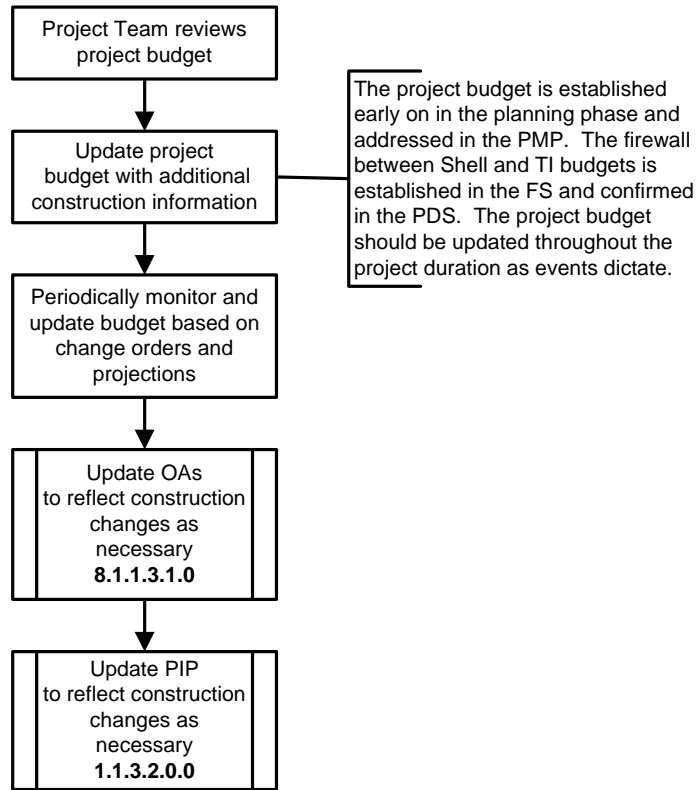 Project Team reviews
project budget
Update project
budget with additional
construction information
The project budget is established
early on in the planning phase and
addressed in the PMP.  The firewall
between Shell and TI budgets is
established in the FS and confirmed
in the PDS.  The project budget
should be updated throughout the
project duration as events dictate.
Periodically monitor and
update budget based on
change orders and
projections
Update OAs
to reflect construction
changes as
necessary
8.1.1.3.1.0
Update PIP
to reflect construction
changes as
necessary
1.1.3.2.0.0